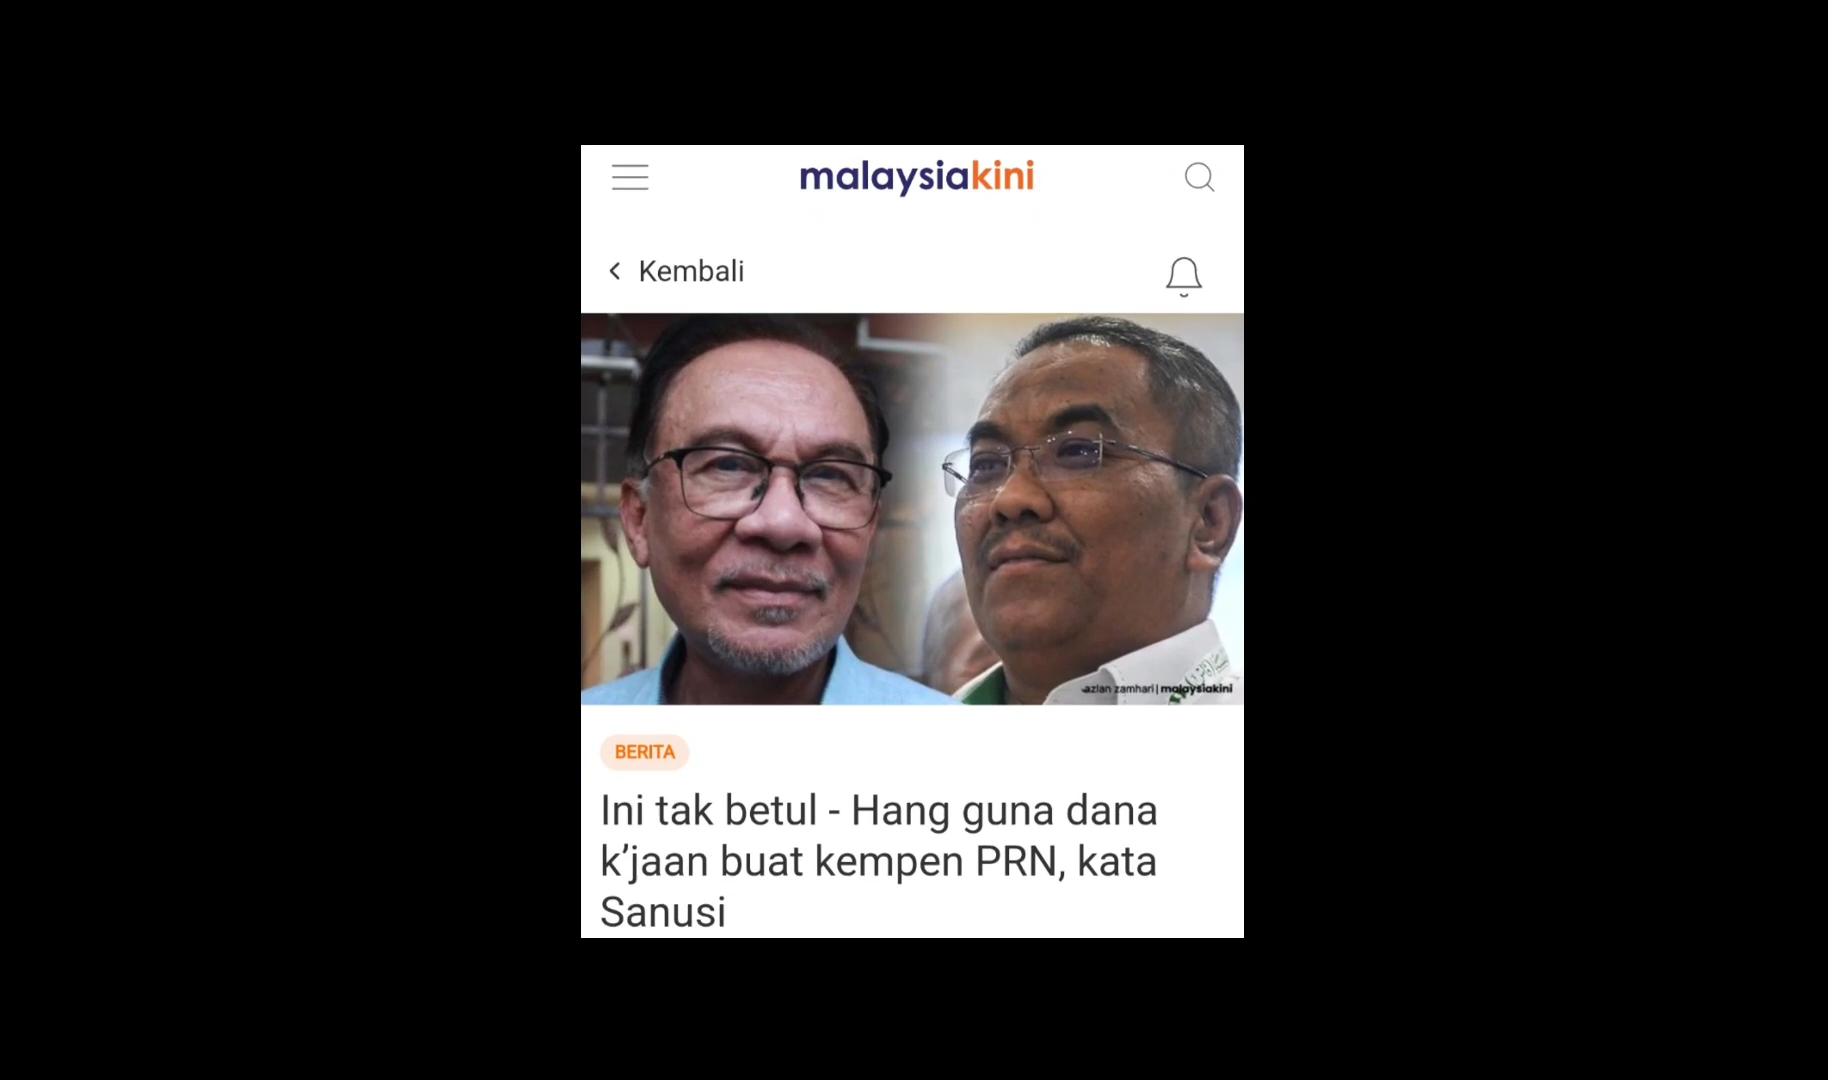 malaysiakini
Kembali
azlan zamhari | malaysiakini
BERITA
Ini tak betul - Hang guna dana
k’jaan buat kempen PRN, kata
Sanusi